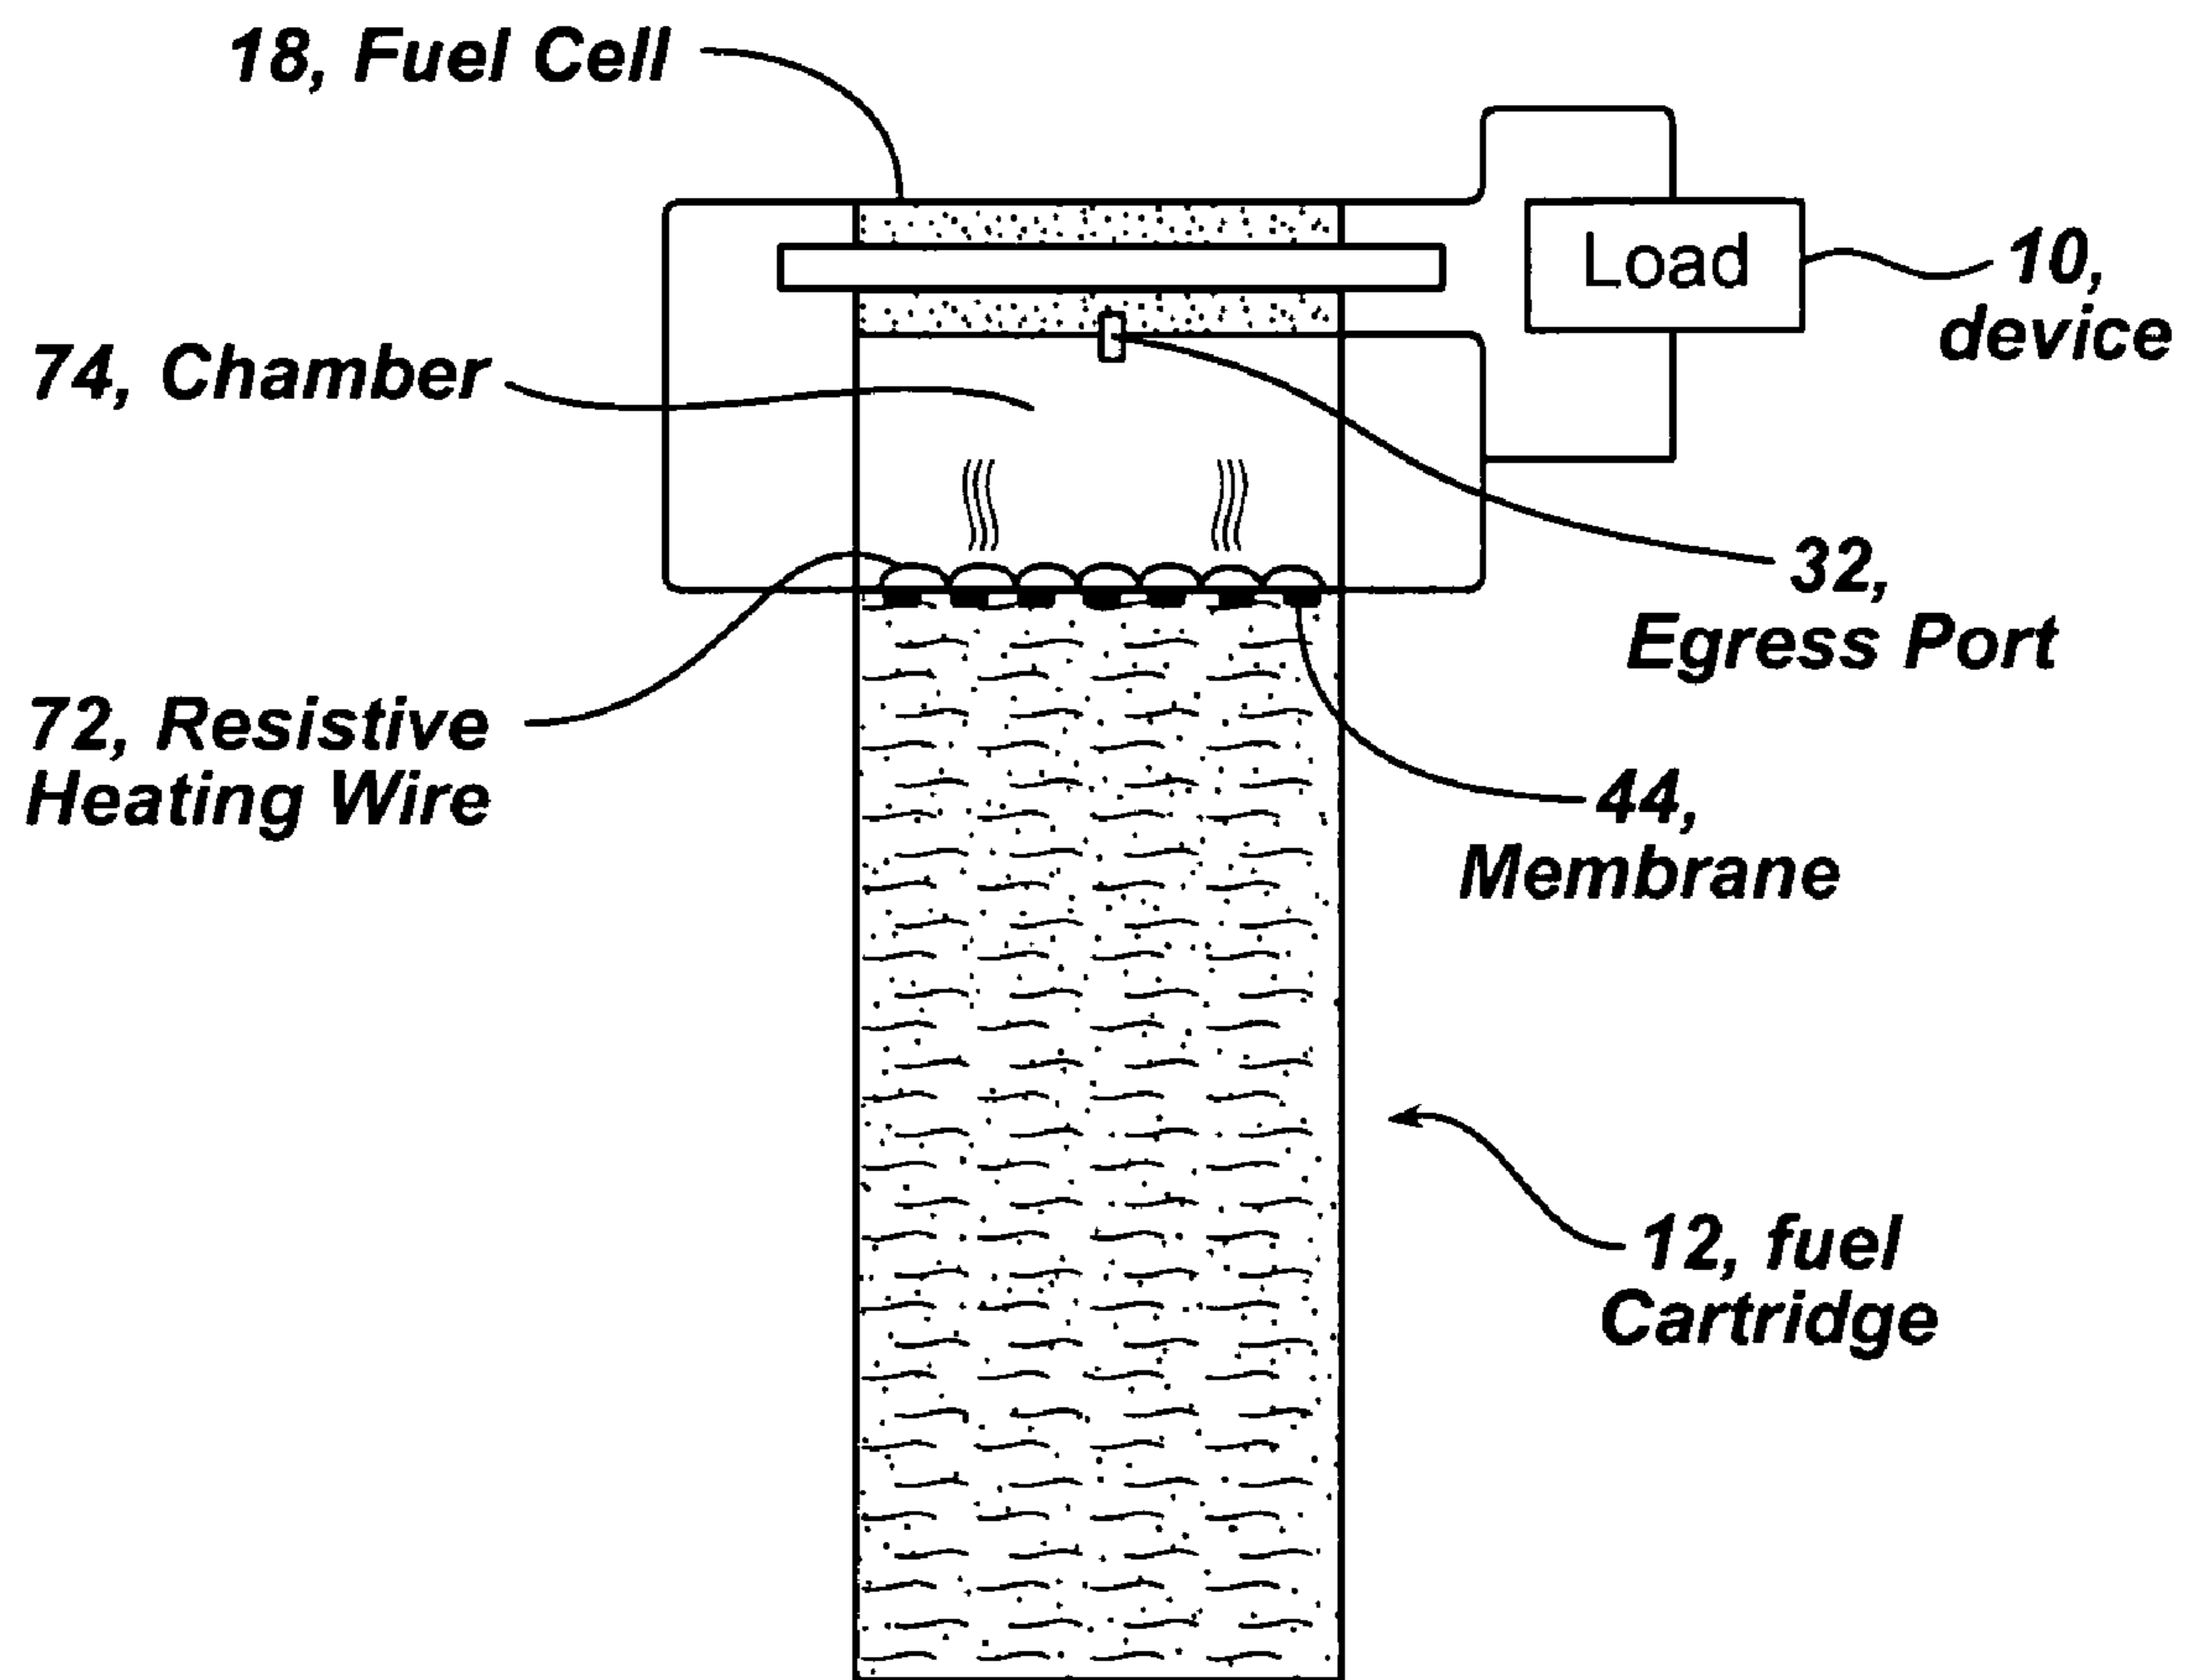 18, Fuel Cell
Load
10,
device
74, Chamber
32,
Egress Port
72, Resistive
Heating Wire
44,
Membrane
12, fuel
Cartridge